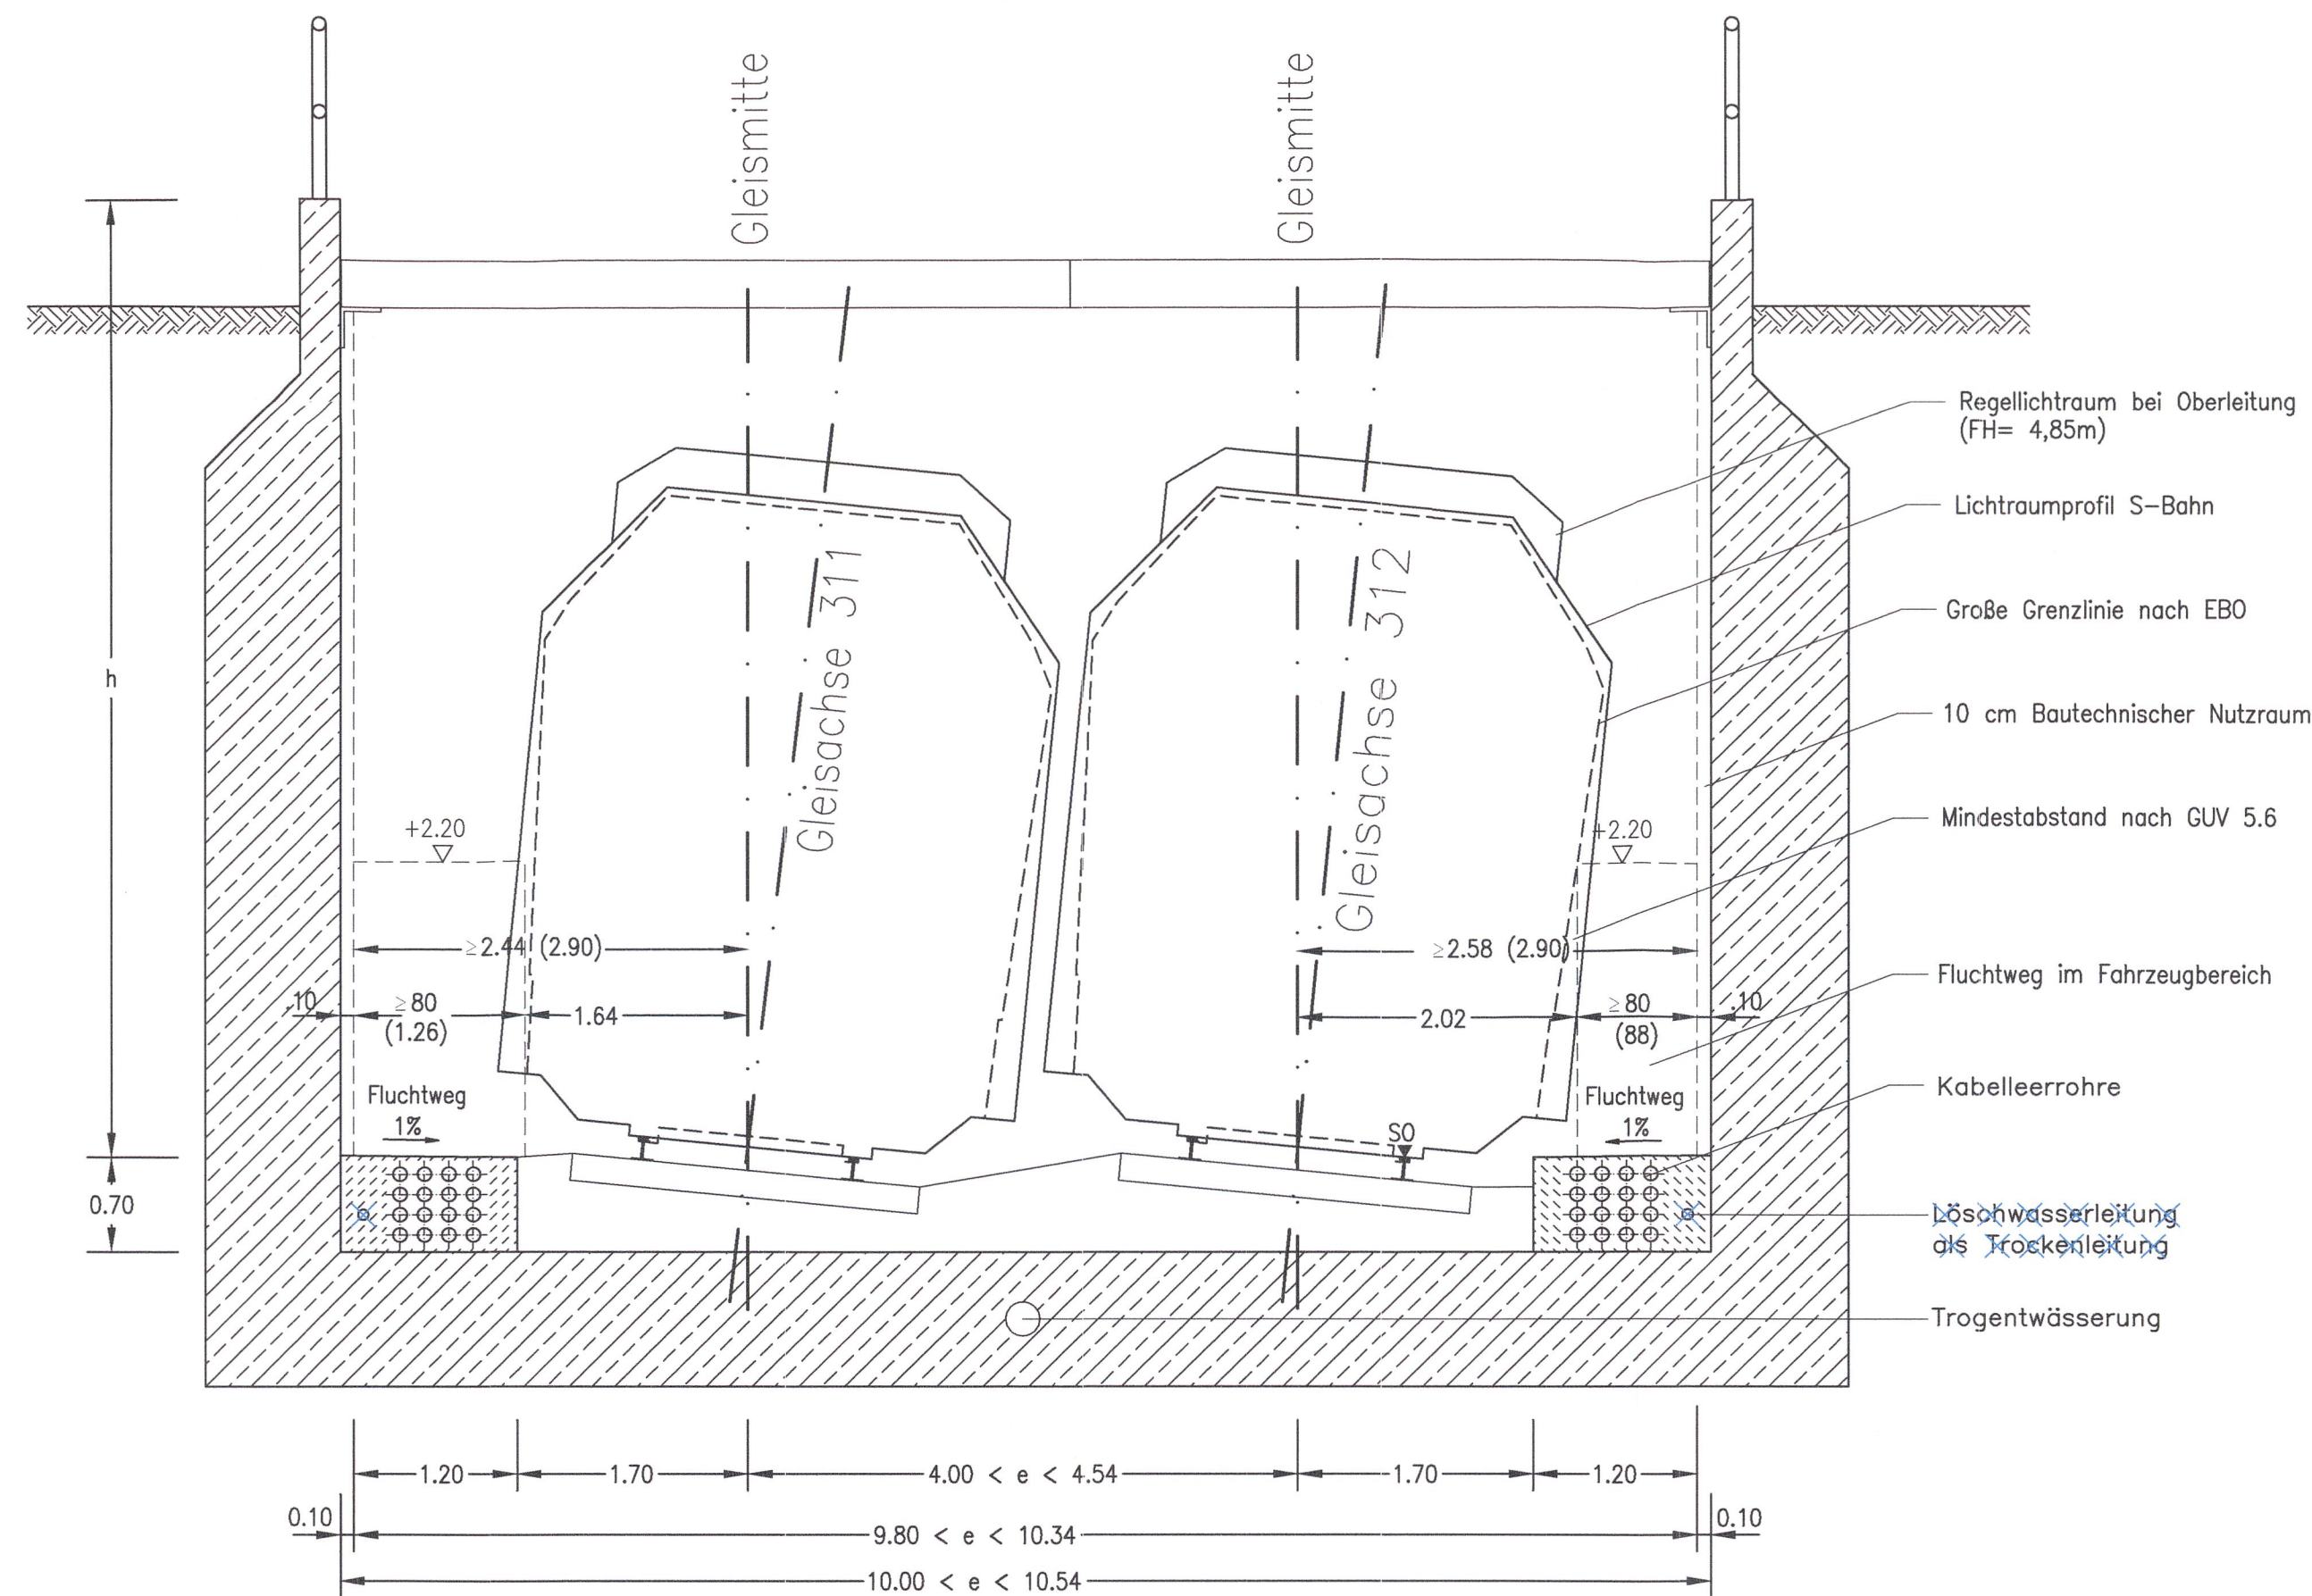 Gleismitte
Gleismitte
Regellichtraum bei Oberleitung
(FH= 4,85m)
Lichtraumprofil S-Bahn
Große Grenzlinie nach EBO
10 cm Bautechnischer Nutzraum
Mindestabstand nach GUV 5.6
Fluchtweg im Fahrzeugbereich
Kabelleerrohre
Löschwasserleitung
als Trockenleitung
Trogentwässerung
Gleisachse 311
Gleisachse 312
h
0.70
+2.20
+2.20
≥2.44 (2.90)
≥2.58 (2.90)
.10
≥80
(1.26)
1.64
2.02
≥80
(88)
.10
Fluchtweg
1%
Fluchtweg
1%
SO
1.20
1.70
4.00 < e < 4.54
1.70
1.20
0.10
9.80 < e < 10.34
0.10
10.00 < e < 10.54